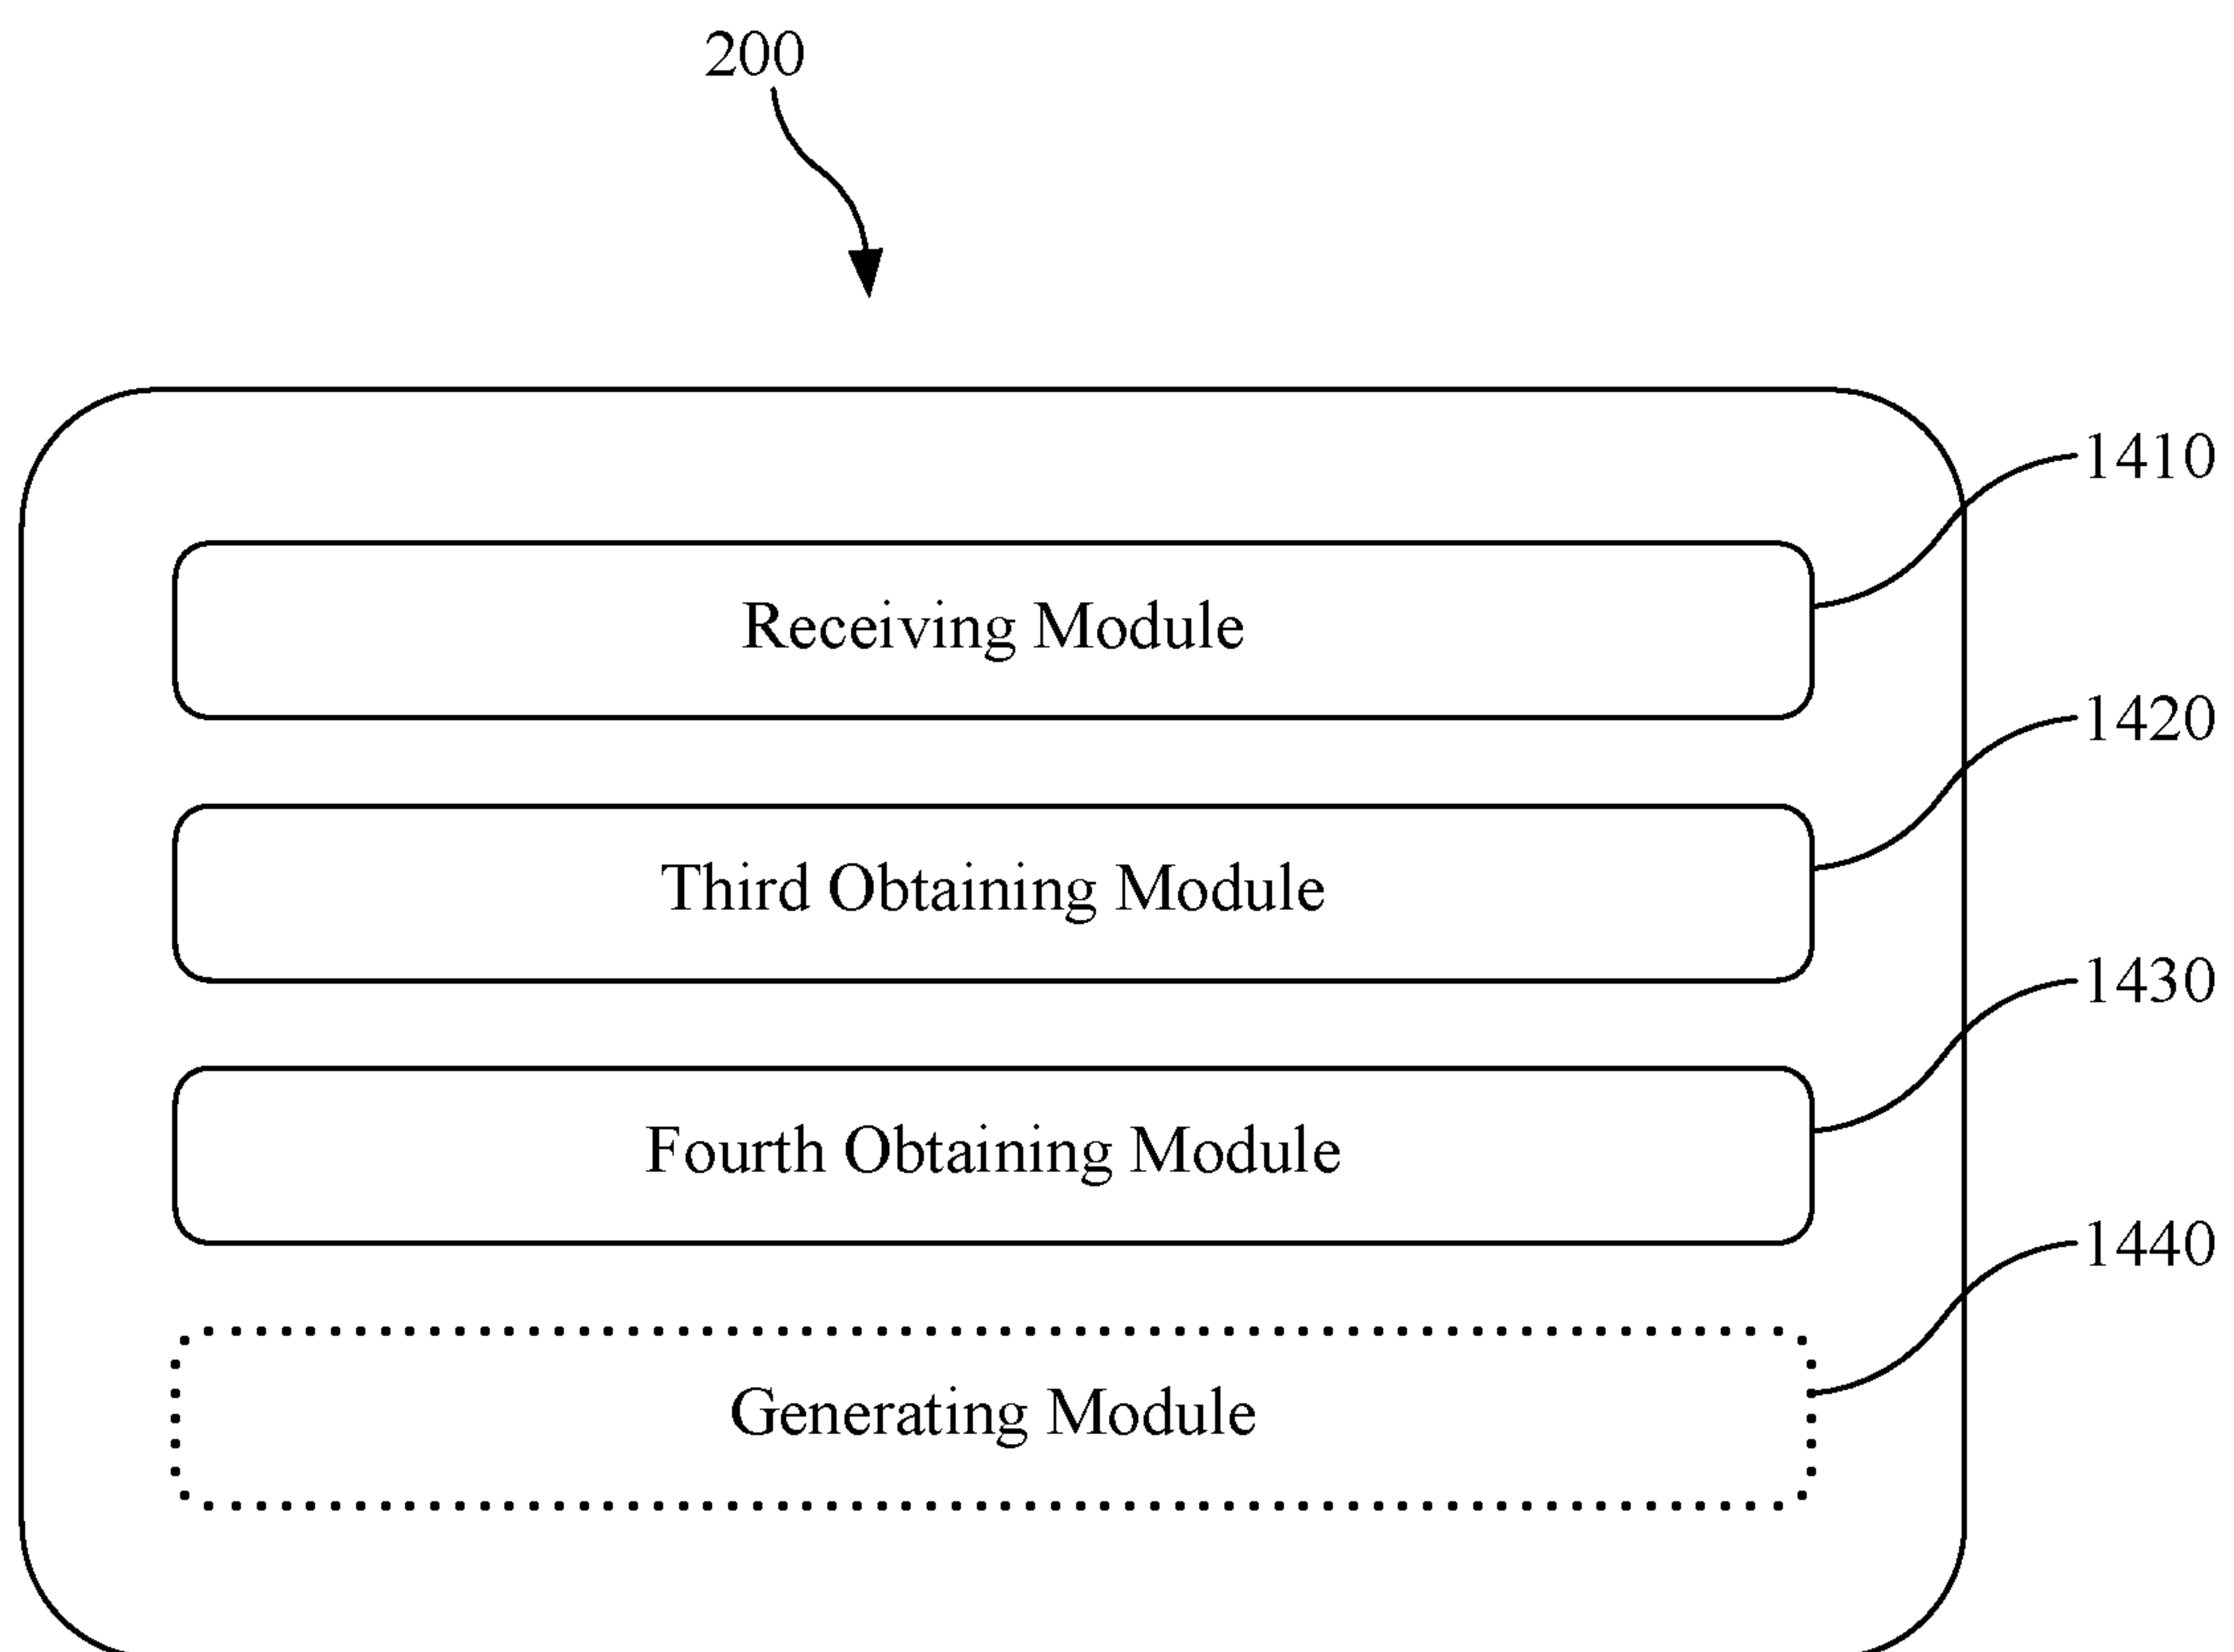 200
1410
Receiving Module
1420
Third Obtaining Module
1430
Fourth Obtaining Module
1440
Generating Module